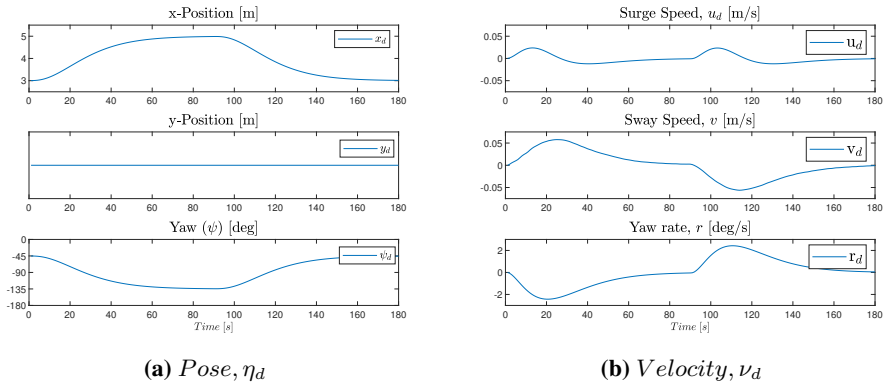 x-Position [m]
5
4
3
x_d
0 20 40 60 80 100 120 140 160 180
y-Position [m]
y_d
0 20 40 60 80 100 120 140 160 180
Yaw (ψ) [deg]
0
-45
-90
-135
-180
ψ_d
0 20 40 60 80 100 120 140 160 180
Time [s]
(a) Pose, η_d
Surge Speed, u_d [m/s]
0.05
0
-0.05
u_d
0 20 40 60 80 100 120 140 160 180
Sway Speed, v [m/s]
0.05
0
-0.05
v_d
0 20 40 60 80 100 120 140 160 180
Yaw rate, r [deg/s]
2
0
-2
r_d
0 20 40 60 80 100 120 140 160 180
Time [s]
(b) Velocity, ν_d